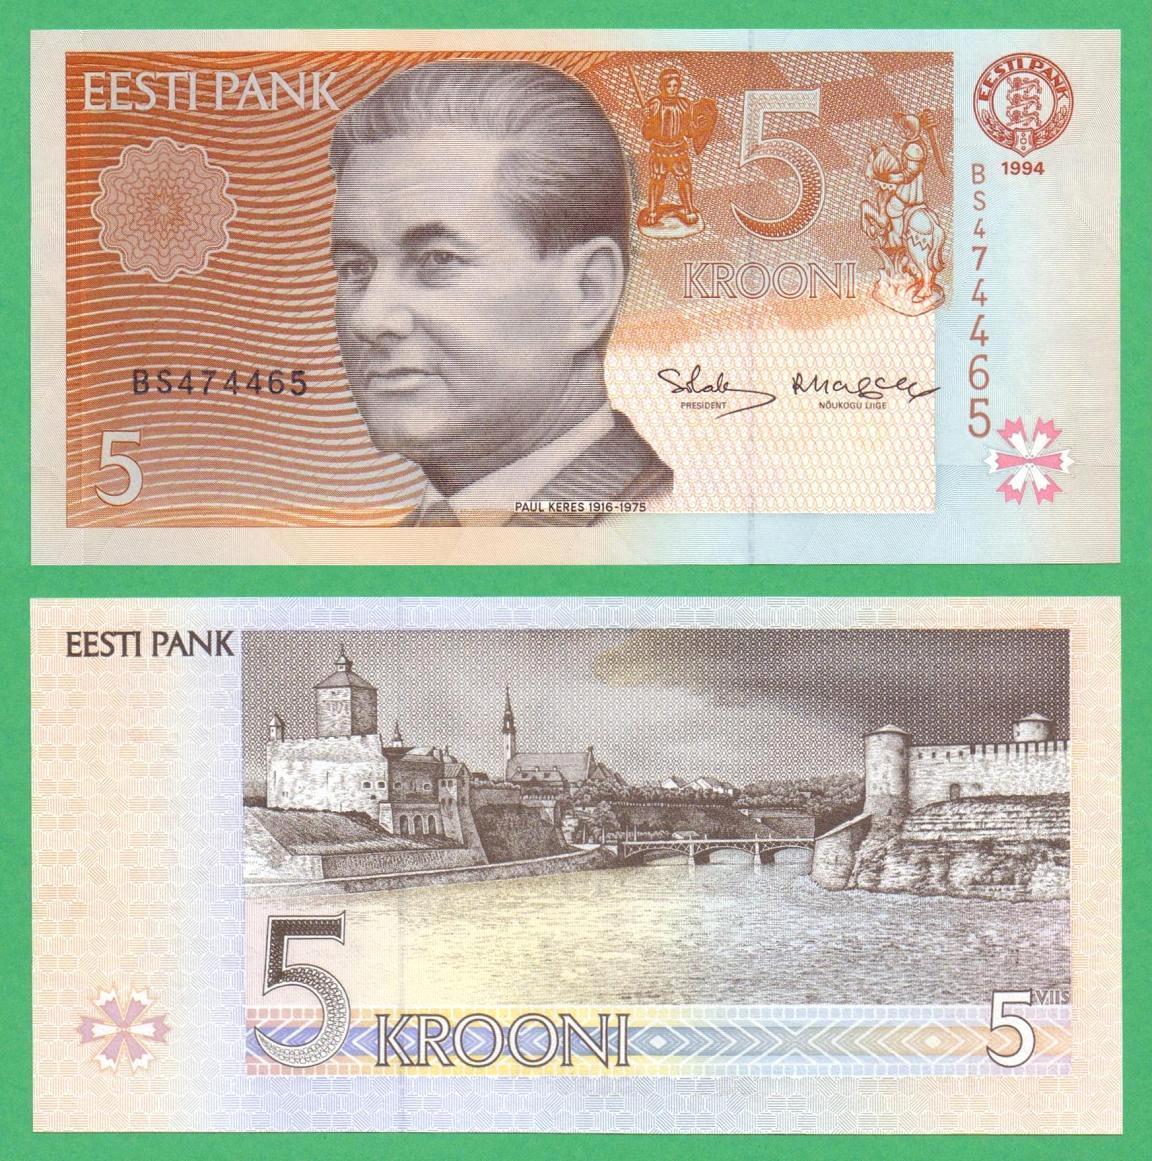 EESTI PANK
5
KROONI
EESTI PANK
1994
BS474465
BS474465
PRESIDENT
NÕUKOGU LIIGE
5
PAUL KERES 1916-1975
EESTI PANK
5 KROONI
VIIS
5